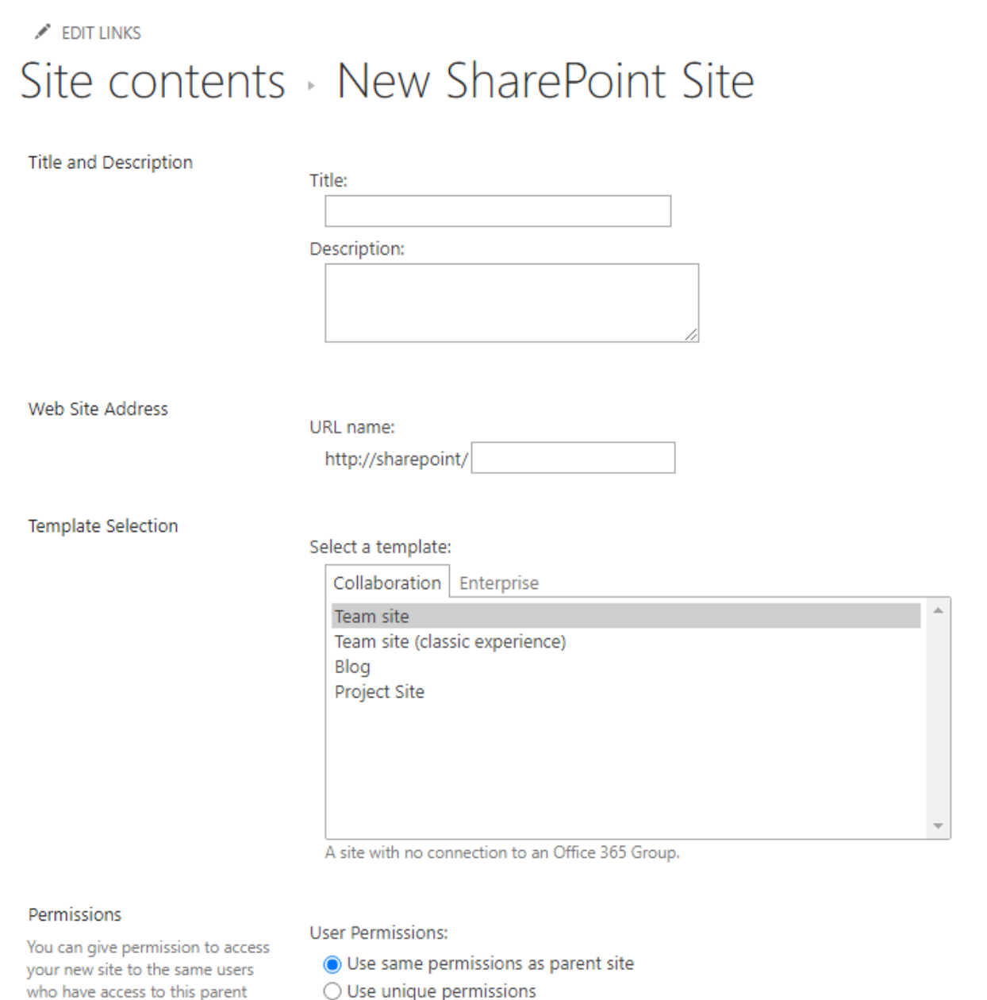 EDIT LINKS
Site contents ▸ New SharePoint Site
Title and Description
Title:
Description:
Web Site Address
URL name:
http://sharepoint/
Template Selection
Select a template:
Collaboration Enterprise
Team site
Team site (classic experience)
Blog
Project Site
A site with no connection to an Office 365 Group.
Permissions
You can give permission to access
your new site to the same users
who have access to this parent
User Permissions:
Use same permissions as parent site
Use unique permissions